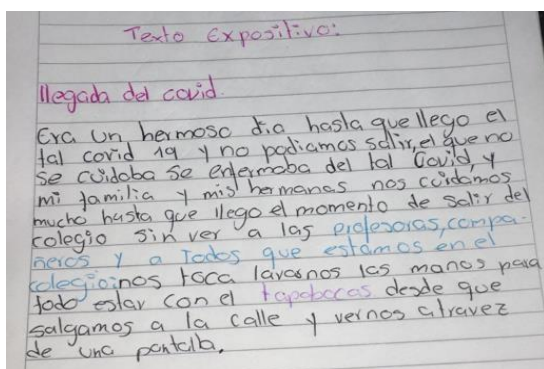 Texto Expositivo:
llegada del covid.
Era un hermoso dia hasta que llego el
tal covid 19 y no podiamos salir, el que no
se cuidaba se enfermaba del tal Covid, y
mi familia y mis hermanas nos cuidamos
mucho hasta que llego el momento de salir del
colegio sin ver a las profesoras, compa-
ñeros y a Todos que estamos en el
colegio nos toca lavarnos las manos para
todo estar con el tapabocas desde que
salgamos a la calle y vernos atravez
de una pantalla.